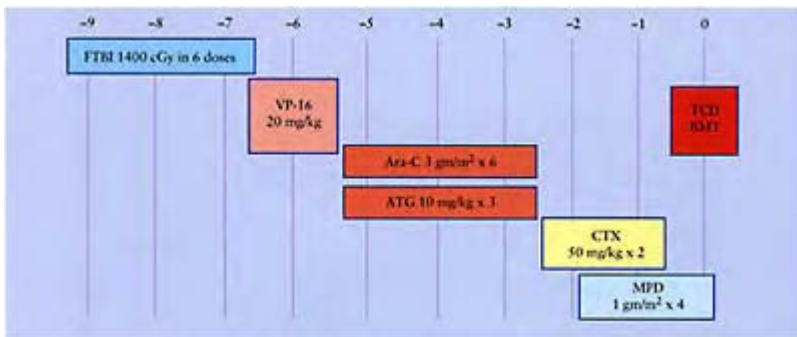 -9 -8 -7 -6 -5 -4 -3 -2 -1 0
FTBI 1400 cGy in 6 doses
VP-16
20 mg/kg
TCD
BMT
Ara-C 3 gm/m² x 6
ATG 10 mg/kg x 3
CTX
50 mg/kg x 2
MPD
1 gm/m² x 4